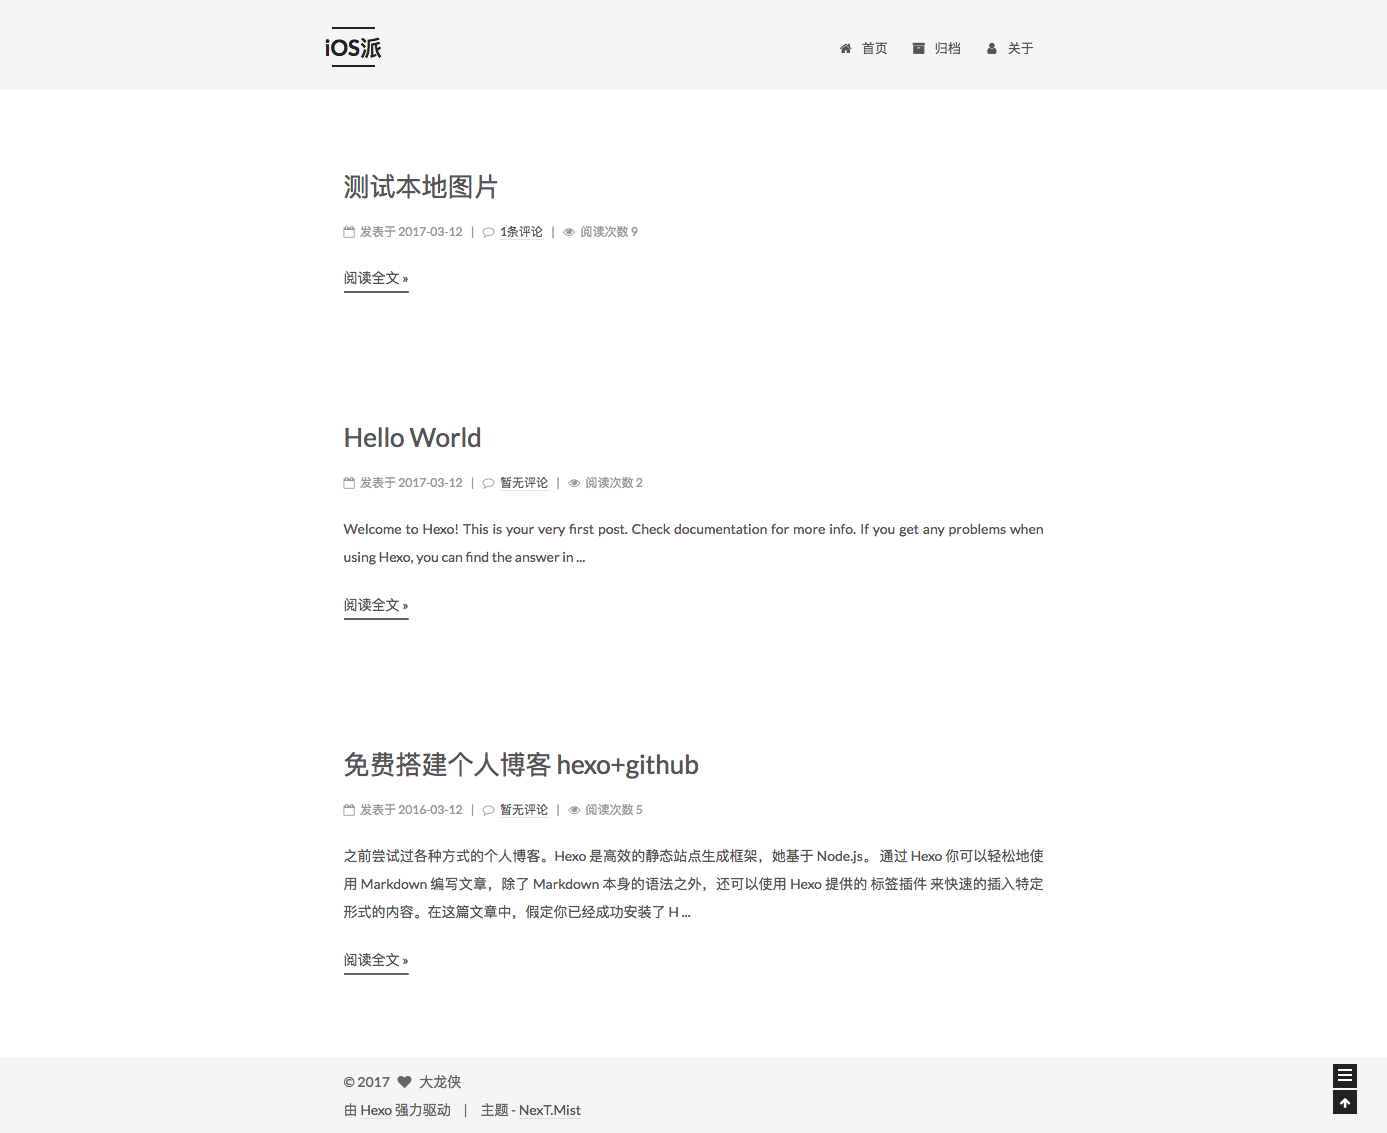 iOS派
首页 归档 关于
测试本地图片
发表于 2017-03-12 | 1条评论 | 阅读次数 9
阅读全文 »
Hello World
发表于 2017-03-12 | 暂无评论 | 阅读次数 2
Welcome to Hexo! This is your very first post. Check documentation for more info. If you get any problems when
using Hexo, you can find the answer in ...
阅读全文 »
免费搭建个人博客 hexo+github
发表于 2016-03-12 | 暂无评论 | 阅读次数 5
之前尝试过各种方式的个人博客。Hexo 是高效的静态站点生成框架，她基于 Node.js。 通过 Hexo 你可以轻松地使
用 Markdown 编写文章，除了 Markdown 本身的语法之外，还可以使用 Hexo 提供的 标签插件 来快速的插入特定
形式的内容。在这篇文章中，假定你已经成功安装了 H ...
阅读全文 »
© 2017 大龙侠
由 Hexo 强力驱动 | 主题 - NexT.Mist